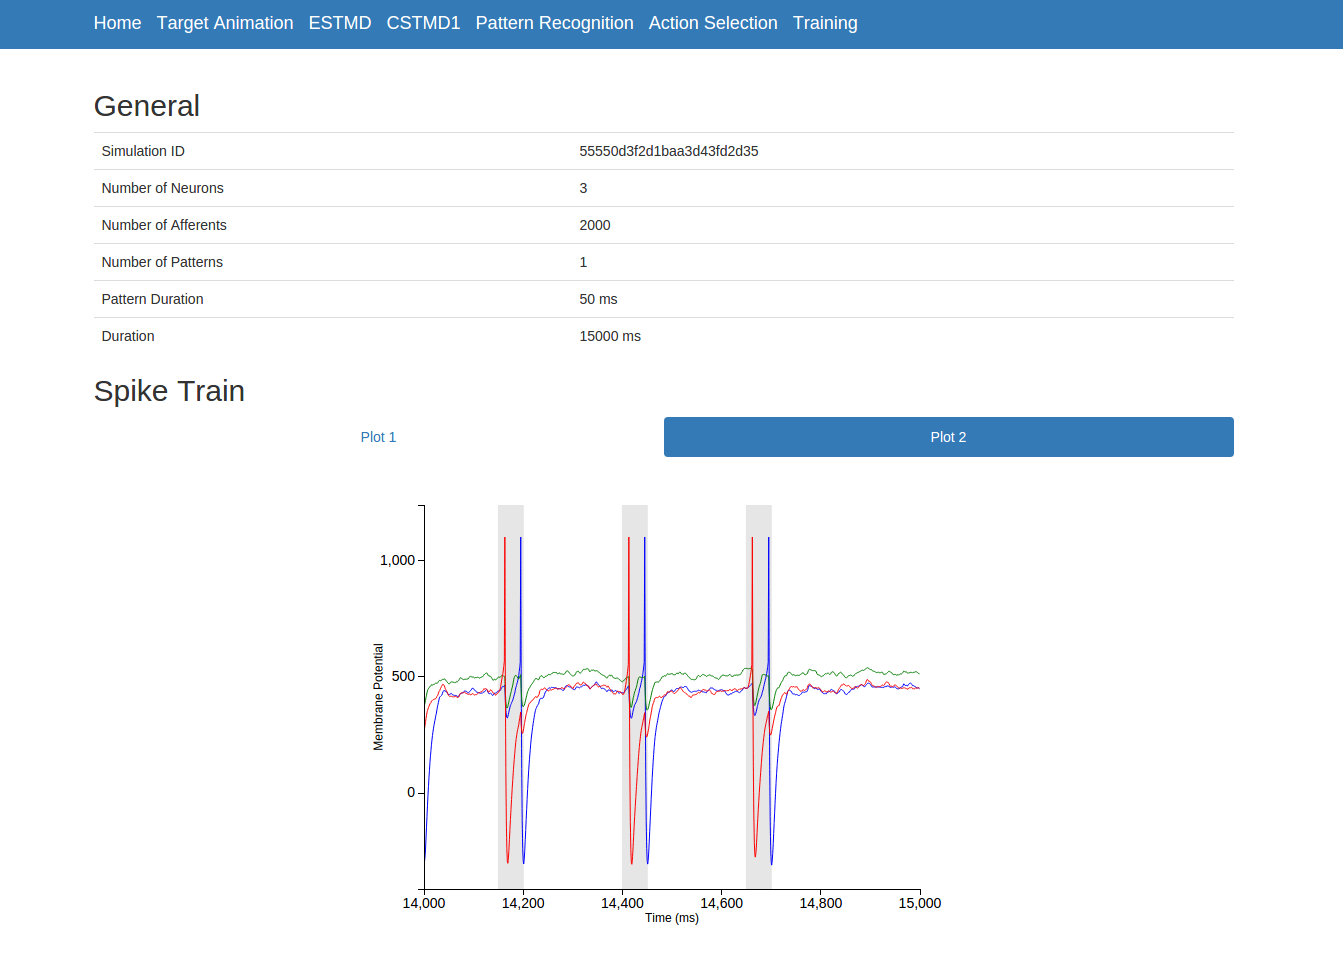 Home Target Animation ESTMD CSTMD1 Pattern Recognition Action Selection Training
General
Simulation ID 55550d3f2d1baa3d43fd2d35
Number of Neurons 3
Number of Afferents 2000
Number of Patterns 1
Pattern Duration 50 ms
Duration 15000 ms
Spike Train
Plot 1 Plot 2
1,000
500
0
Membrane Potential
14,000 14,200 14,400 14,600 14,800 15,000
Time (ms)